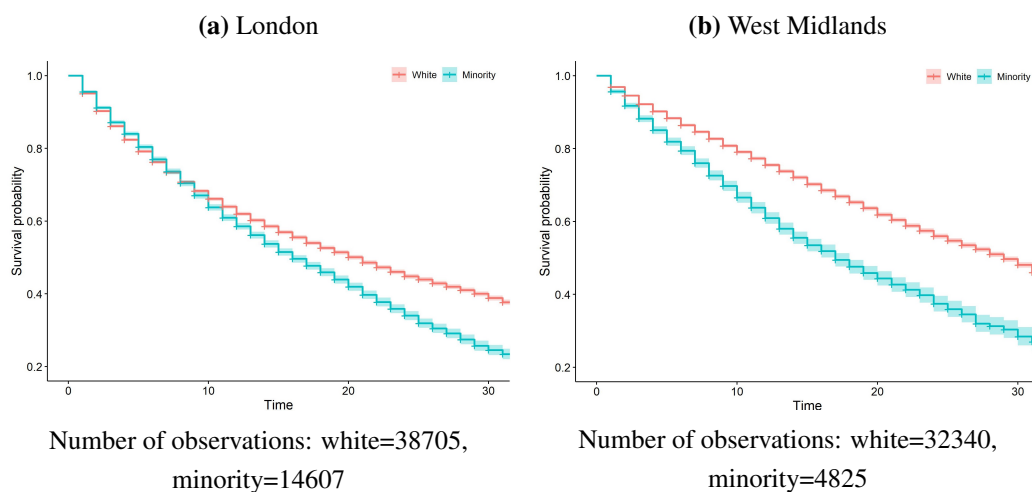 (a) London
White
Minority
1.0
0.8
0.6
0.4
0.2
Survival probability
0
10
20
30
Time
Number of observations: white=38705,
minority=14607
(b) West Midlands
White
Minority
1.0
0.8
0.6
0.4
0.2
Survival probability
0
10
20
30
Time
Number of observations: white=32340,
minority=4825